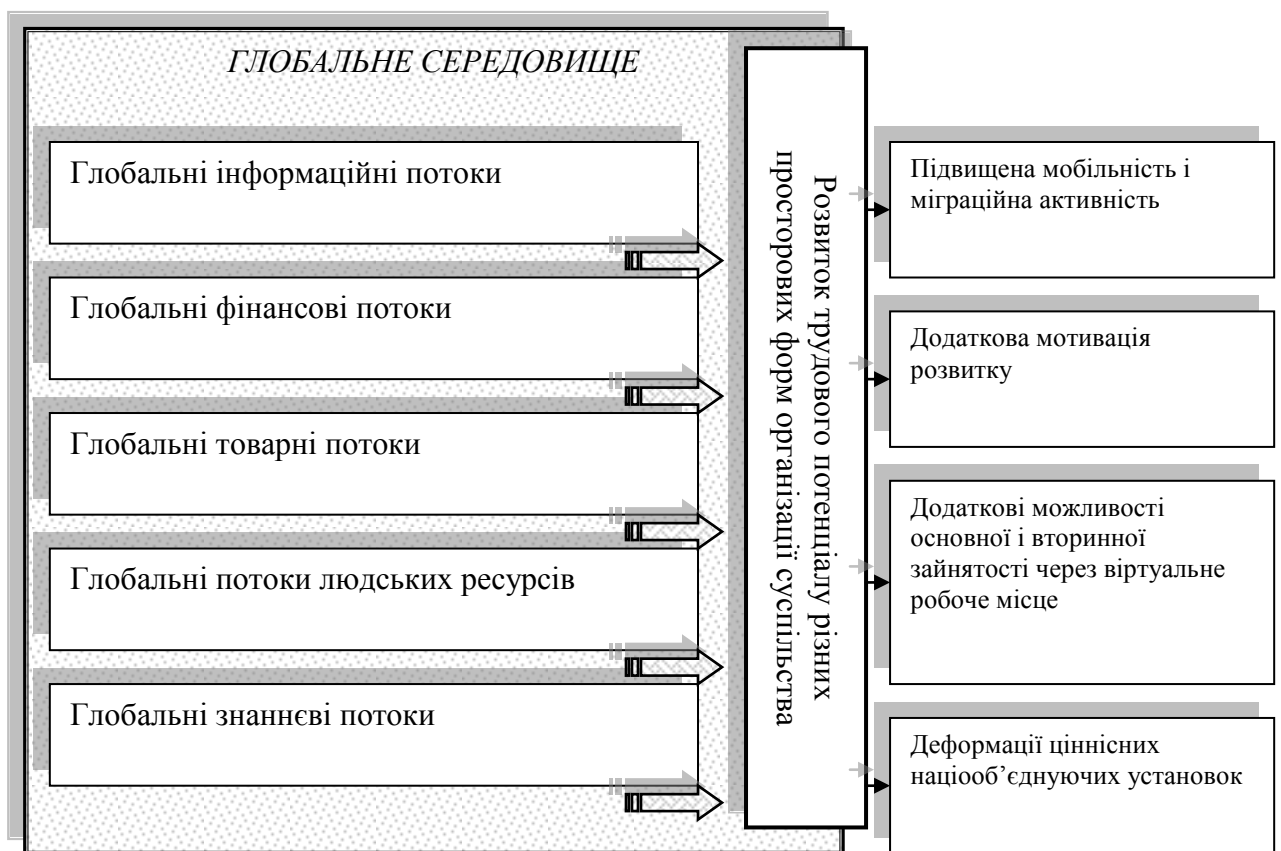 ГЛОБАЛЬНЕ СЕРЕДОВИЩЕ
Глобальні інформаційні потоки
Глобальні фінансові потоки
Глобальні товарні потоки
Глобальні потоки людських ресурсів
Глобальні знаннєві потоки
Розвиток трудового потенціалу різних
просторових форм організації суспільства
Підвищена мобільність і
міграційна активність
Додаткова мотивація
розвитку
Додаткові можливості
основної і вторинної
зайнятості через віртуальне
робоче місце
Деформації ціннісних
націооб’єднуючих установок